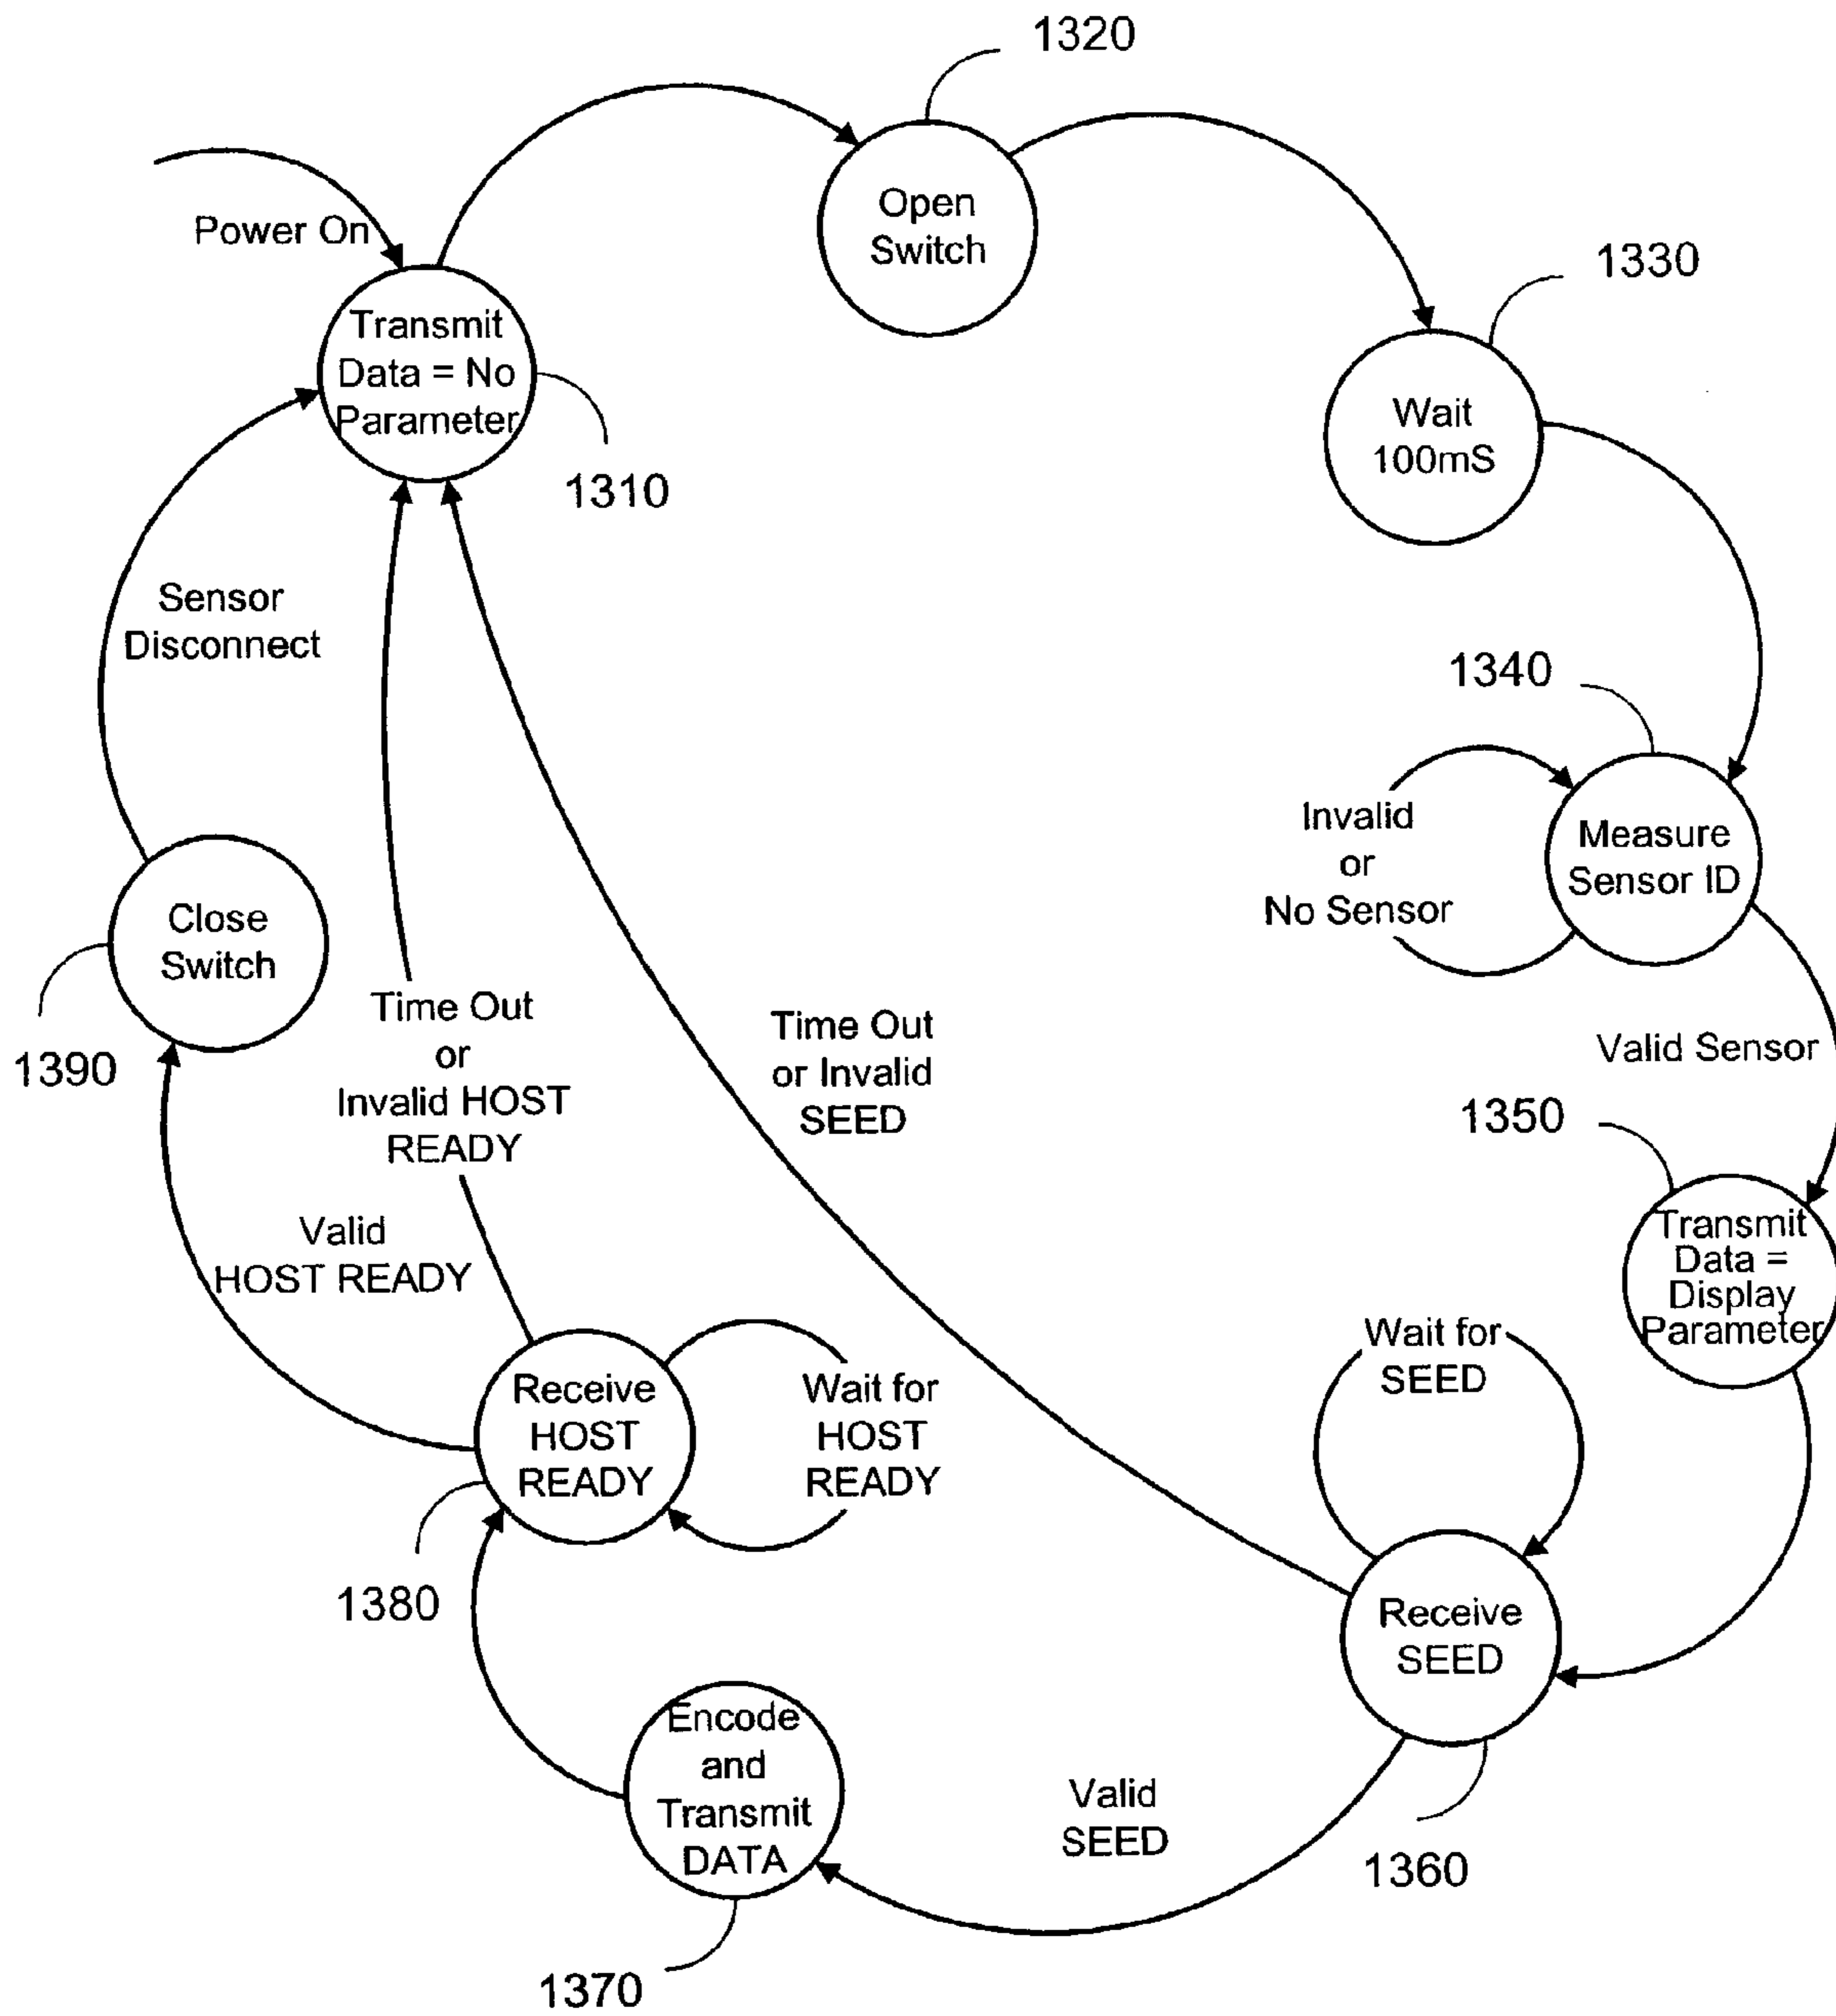 1320
Power On
Open
Switch
1330
Transmit
Data = No
Parameter
1310
Wait
100mS
Sensor
Disconnect
1340
Invalid
or
No Sensor
Measure
Sensor ID
Close
Switch
1390
Time Out
or
Invalid HOST
READY
Time Out
or Invalid
SEED
Valid Sensor
1350
Transmit
Data =
Display
Parameter
Valid
HOST READY
Wait for
SEED
Receive
HOST
READY
Wait for
HOST
READY
1380
Receive
SEED
Encode
and
Transmit
DATA
Valid
SEED
1360
1370